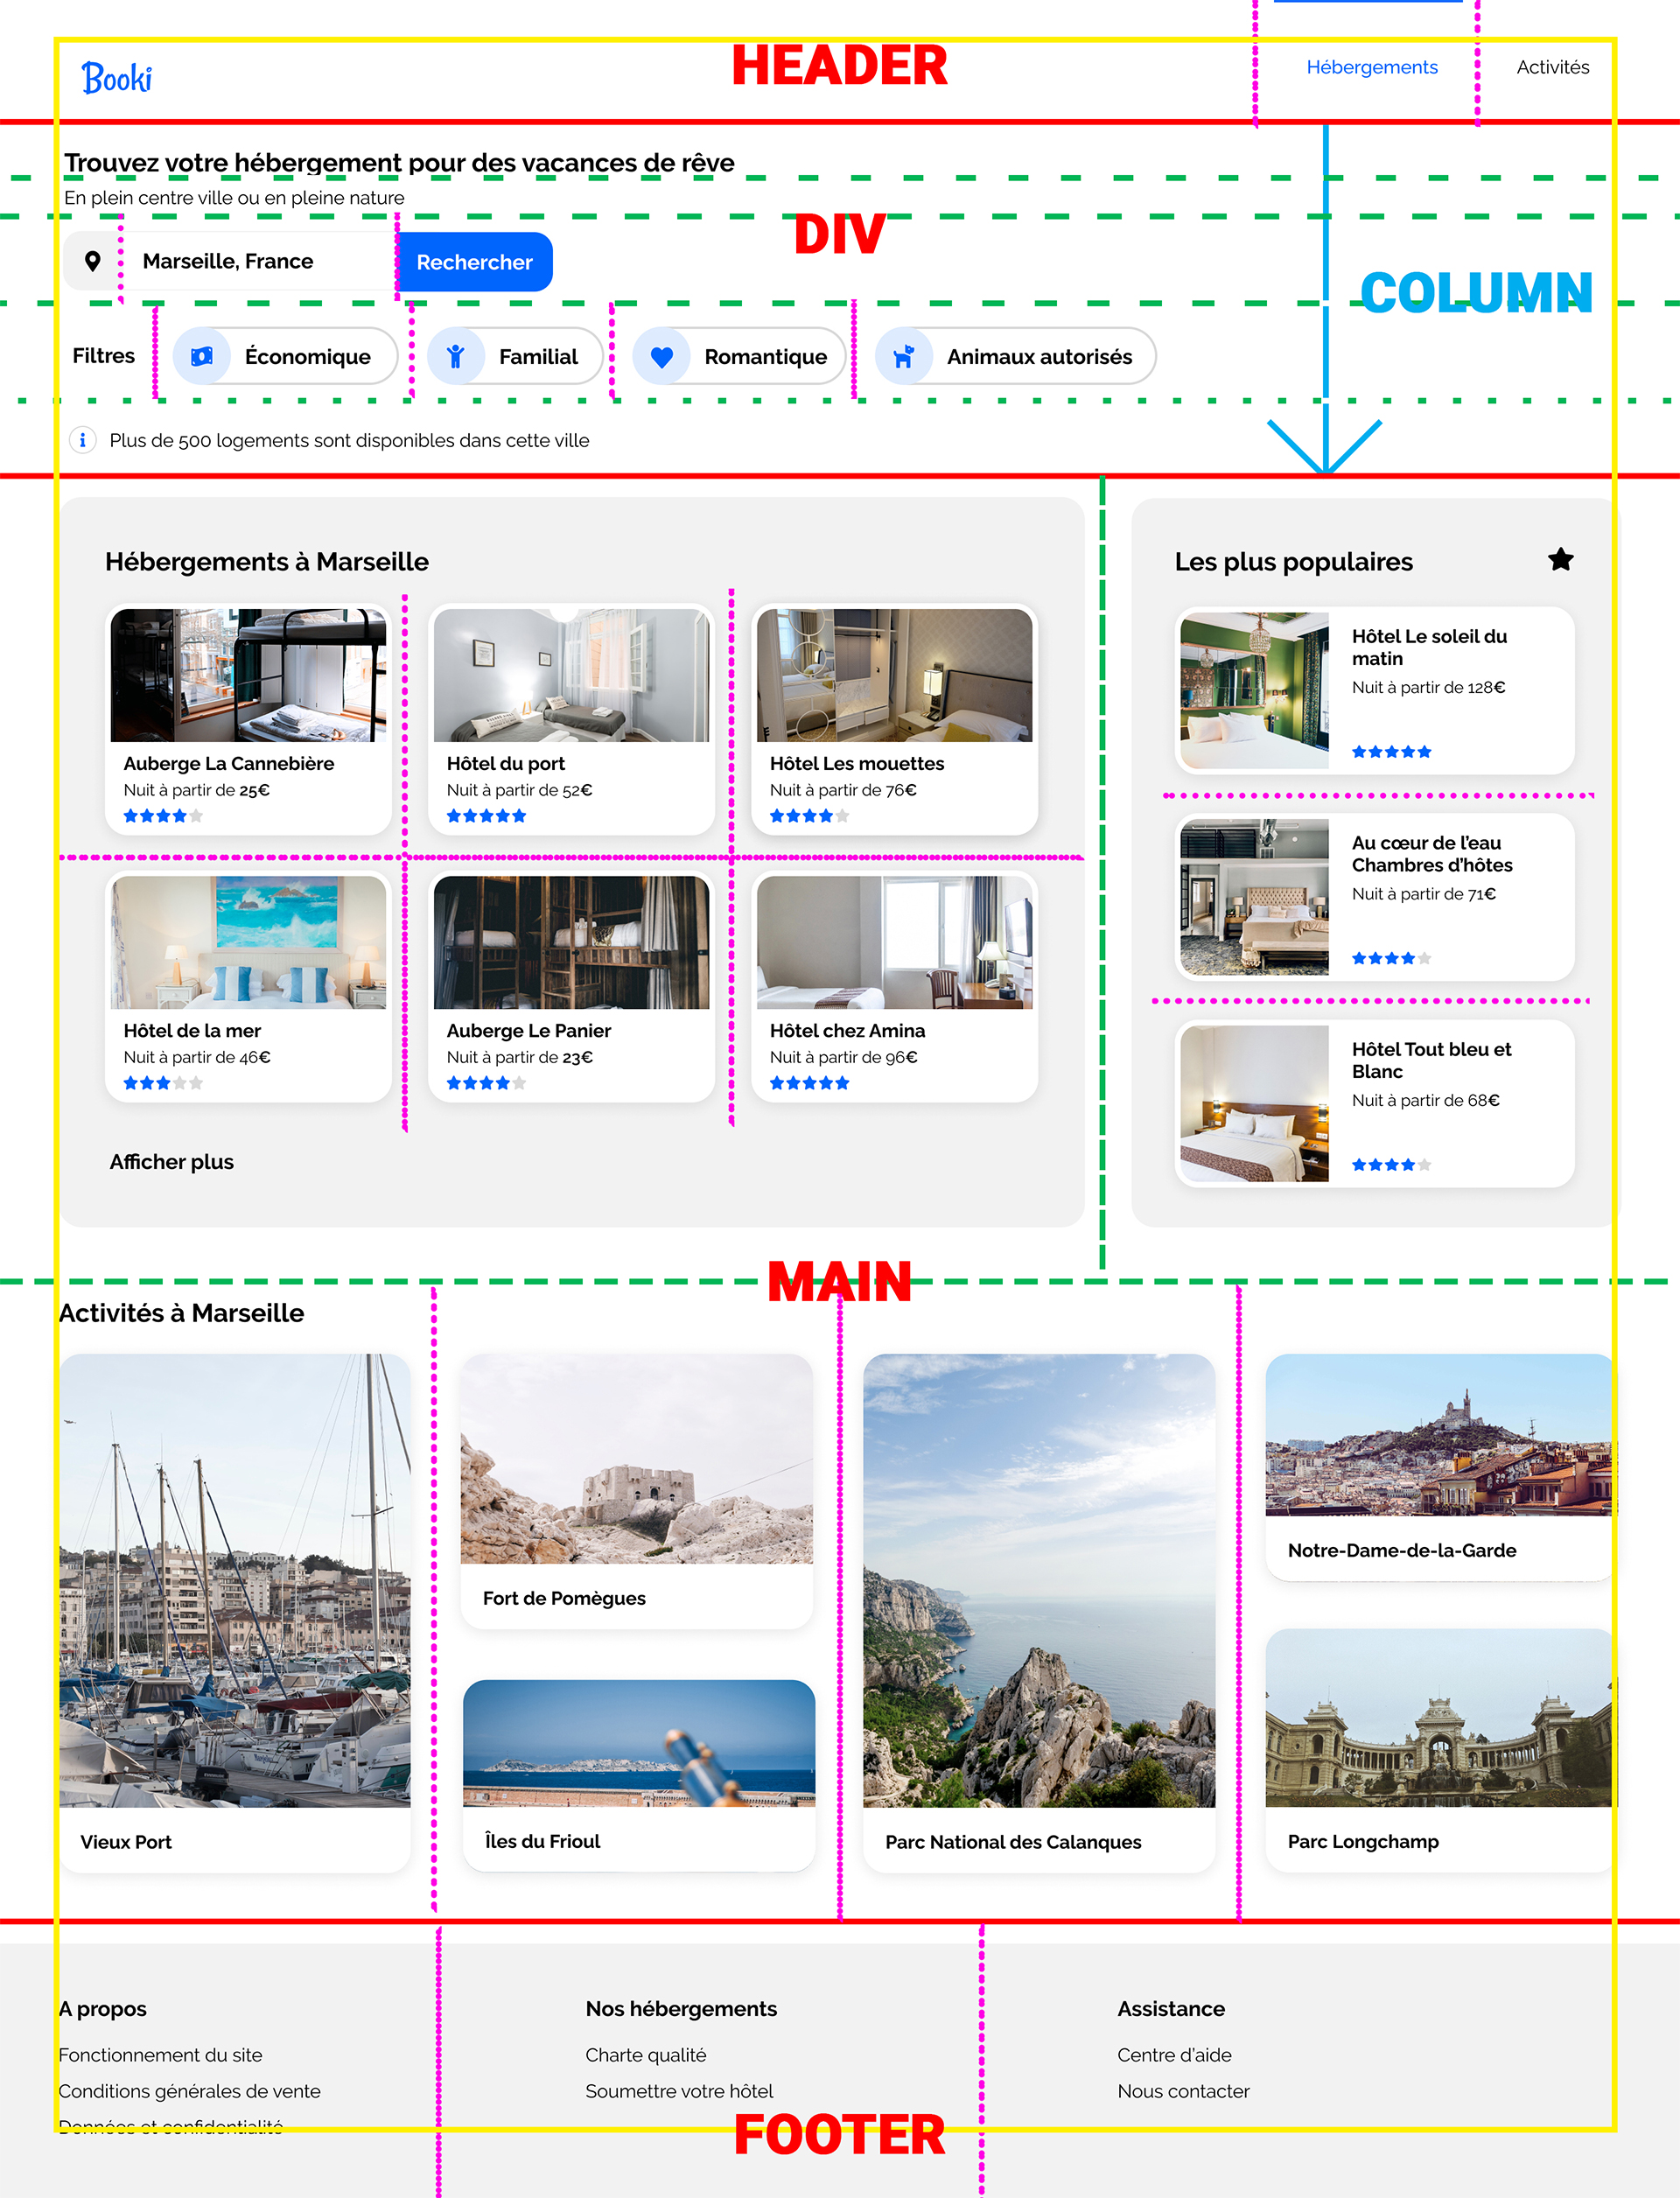 HEADER
Booki
Hébergements
Activités
Trouvez votre hébergement pour des vacances de rêve
En plein centre ville ou en pleine nature
DIV
Marseille, France
Rechercher
COLUMN
Filtres
Économique
Familial
Romantique
Animaux autorisés
Plus de 500 logements sont disponibles dans cette ville
Hébergements à Marseille
Auberge La Cannebière
Nuit à partir de 25€
Hôtel du port
Nuit à partir de 52€
Hôtel Les mouettes
Nuit à partir de 76€
Hôtel de la mer
Nuit à partir de 46€
Auberge Le Panier
Nuit à partir de 23€
Hôtel chez Amina
Nuit à partir de 96€
Afficher plus
Les plus populaires
Hôtel Le soleil du
matin
Nuit à partir de 128€
Au cœur de l'eau
Chambres d'hôtes
Nuit à partir de 71€
Hôtel Tout bleu et
Blanc
Nuit à partir de 68€
MAIN
Activités à Marseille
Vieux Port
Fort de Pomègues
Îles du Frioul
Parc National des Calanques
Notre-Dame-de-la-Garde
Parc Longchamp
A propos
Fonctionnement du site
Conditions générales de vente
Données et confidentialité
Nos hébergements
Charte qualité
Soumettre votre hôtel
Assistance
Centre d'aide
Nous contacter
FOOTER